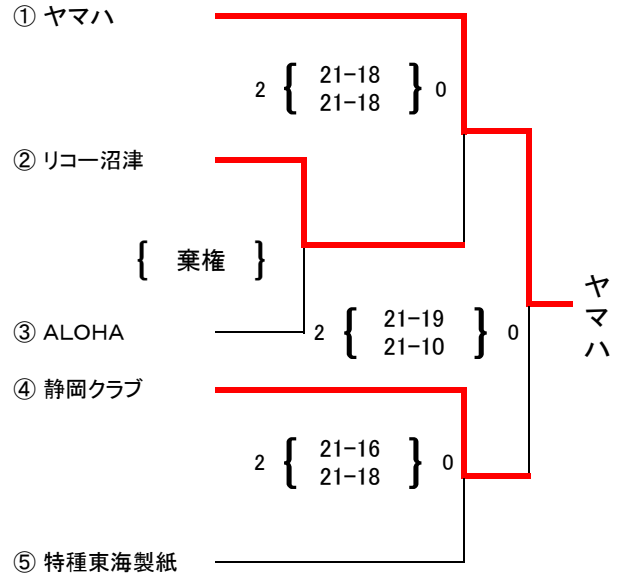 ① ヤマハ
2 { 21-18 } 0
21-18
② リコー沼津
{ 棄権 }
③ ALOHA
2 { 21-19 } 0
21-10
ヤマハ
④ 静岡クラブ
2 { 21-16 } 0
21-18
⑤ 特種東海製紙